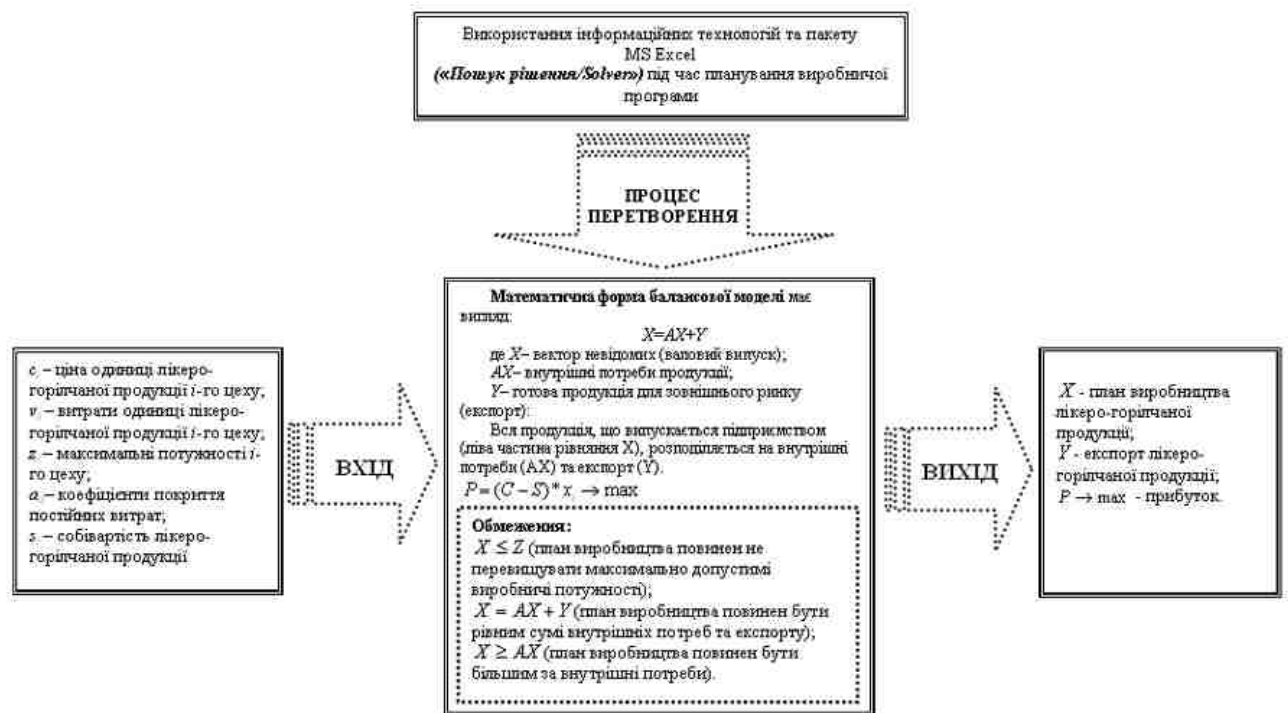 Використання інформаційних технологій та пакету
MS Excel
(«Пошук рішення/Solver») під час планування виробничої
програми
ПРОЦЕС
ПЕРЕТВОРЕННЯ
c – ціна одиниці лікеро-
горілчаної продукції i-го цеху;
v – витрати одиниці лікеро-
горілчаної продукції i-го цеху;
z – максимальні потужності i-
го цеху;
a – коефіцієнти покриття
постійних витрат;
s – собівартість лікеро-
горілчаної продукції
ВХІД
Математична форма балансової моделі має
вигляд:
X=AX+Y
де X– вектор невідомих (валовий випуск);
AX– внутрішні потреби продукції;
Y– готова продукція для зовнішнього ринку
(експорт):
Вся продукція, що випускається підприємством
(ліва частина рівняння X), розподіляється на внутрішні
потреби (AX) та експорт (Y).
P = (C − S) * x → max
Обмеження:
X ≤ Z (план виробництва повинен не
перевищувати максимально допустимі
виробничі потужності);
X = AX + Y (план виробництва повинен бути
рівним сумі внутрішніх потреб та експорту);
X ≥ AX (план виробництва повинен бути
більшим за внутрішні потреби).
ВИХІД
X - план виробництва
лікеро-горілчаної
продукції;
Y - експорт лікеро-
горілчаної продукції;
P → max - прибуток.